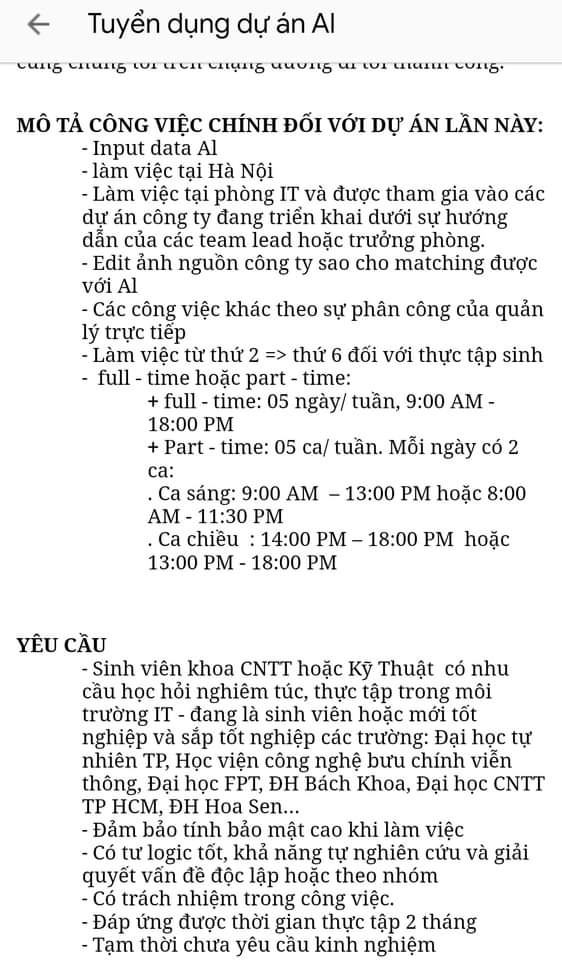 Tuyển dụng dự án AI
cùng chúng tôi trên chặng đường đi tới thành công.
MÔ TẢ CÔNG VIỆC CHÍNH ĐỐI VỚI DỰ ÁN LẦN NÀY:
- Input data Al
- làm việc tại Hà Nội
- Làm việc tại phòng IT và được tham gia vào các
dự án công ty đang triển khai dưới sự hướng
dẫn của các team lead hoặc trưởng phòng.
- Edit ảnh nguồn công ty sao cho matching được
với Al
- Các công việc khác theo sự phân công của quản
lý trực tiếp
- Làm việc từ thứ 2 => thứ 6 đối với thực tập sinh
- full - time hoặc part - time:
+ full - time: 05 ngày/ tuần, 9:00 AM -
18:00 PM
+ Part - time: 05 ca/ tuần. Mỗi ngày có 2
ca:
. Ca sáng: 9:00 AM – 13:00 PM hoặc 8:00
AM - 11:30 PM
. Ca chiều : 14:00 PM – 18:00 PM hoặc
13:00 PM - 18:00 PM
YÊU CẦU
- Sinh viên khoa CNTT hoặc Kỹ Thuật có nhu
cầu học hỏi nghiêm túc, thực tập trong môi
trường IT - đang là sinh viên hoặc mới tốt
nghiệp và sắp tốt nghiệp các trường: Đại học tự
nhiên TP, Học viện công nghệ bưu chính viễn
thông, Đại học FPT, ĐH Bách Khoa, Đại học CNTT
TP HCM, ĐH Hoa Sen...
- Đảm bảo tính bảo mật cao khi làm việc
- Có tư logic tốt, khả năng tự nghiên cứu và giải
quyết vấn đề độc lập hoặc theo nhóm
- Có trách nhiệm trong công việc.
- Đáp ứng được thời gian thực tập 2 tháng
- Tạm thời chưa yêu cầu kinh nghiệm